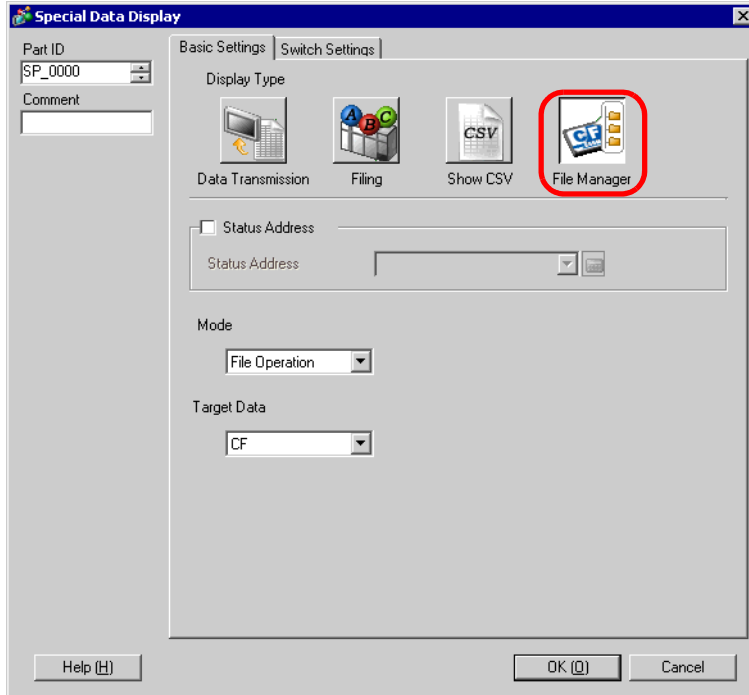 Special Data Display
Part ID
SP_0000
Comment
Basic Settings
Switch Settings
Display Type
A B C
CSV
CF
Data Transmission
Filing
Show CSV
File Manager
Status Address
Status Address
Mode
File Operation
Target Data
CF
Help (H)
OK (O)
Cancel